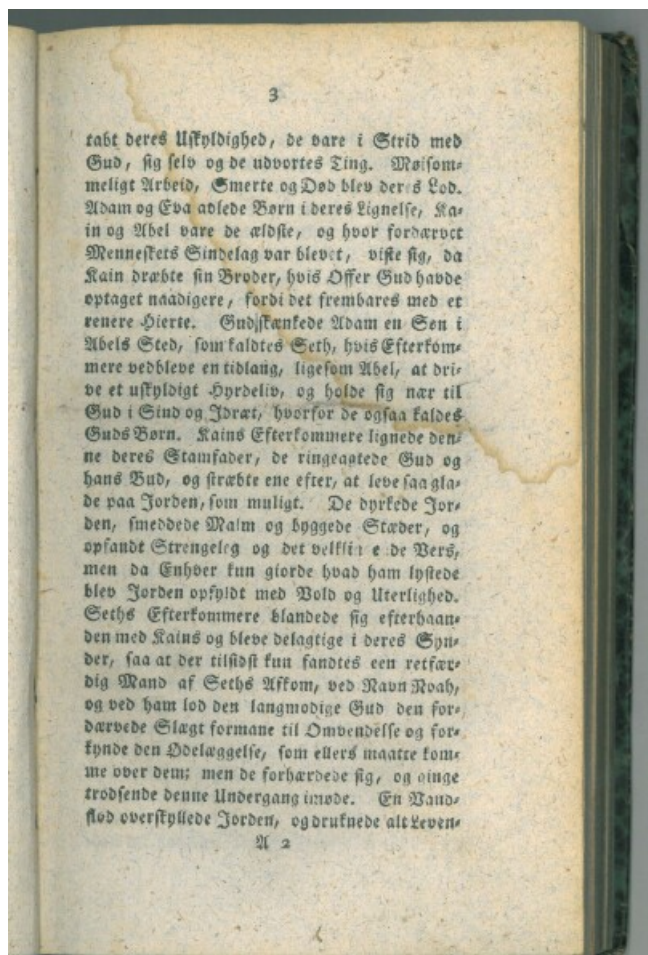 3
tabt deres Uskyldighed, de vare i Strid med
Gud, sig selv og de udvortes Ting. Møisom-
meligt Arbeid, Smerte og Død blev deres Lod.
Adam og Eva avlede Børn i deres Lignelse, Ka-
in og Abel vare de ældste, og hvor fordærvet
Menneskets Sindelag var blevet, viste sig, da
Kain dræbte sin Broder, hvis Offer Gud havde
optaget naadigere, fordi det frembares med et
renere Hierte. Gud skænkede Adam en Søn i
Abels Sted, som kaldtes Seth, hvis Efterkom-
mere vedbleve en tidlang, ligesom Abel, at dri-
ve et uskyldigt Hyrdeliv, og holde sig nær til
Gud i Sind og Idræt, hvorfor de ogsaa kaldes
Guds Børn. Kains Efterkommere lignede den-
ne deres Stamfader, de ringeagtede Gud og
hans Bud, og stræbte ene efter, at leve saa gla-
de paa Jorden, som muligt. De dyrkede Jor-
den, smeddede Malm og byggede Stæder, og
opfandt Strengeleg og det velkli e de Vers,
men da Enhver kun giorde hvad ham lystede
blev Jorden opfyldt med Vold og Uterlighed.
Seths Efterkommere blandede sig efterhaan-
den med Kains og bleve delagtige i deres Syn-
der, saa at der tilsidst kun fandtes een retfær-
dig Mand af Seths Afkom, ved Navn Noah,
og ved ham lod den langmodige Gud den for-
dærvede Slægt formane til Omvendelse og for-
kynde den Ødelæggelse, som ellers maatte kom-
me over dem; men de forhærdede sig, og ginge
trodsende denne Undergang imøde. En Vand-
flod overskyllede Jorden, og druknede alt Leven-
A 2